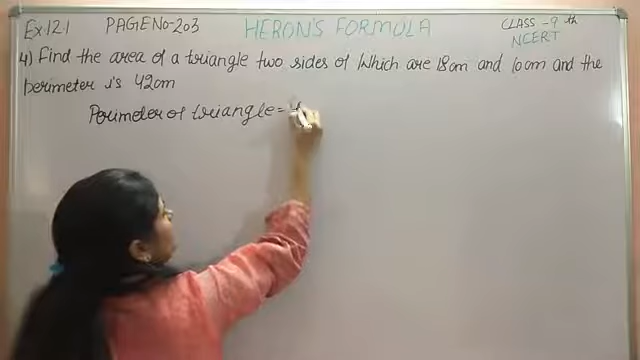 Ex.12.1 PAGE No-203 HERON'S FORMULA CLASS-9th
NCERT
4) Find the area of a triangle two sides of which are 18cm and 10cm and the
perimeter is 42cm
Perimeter of triangle =